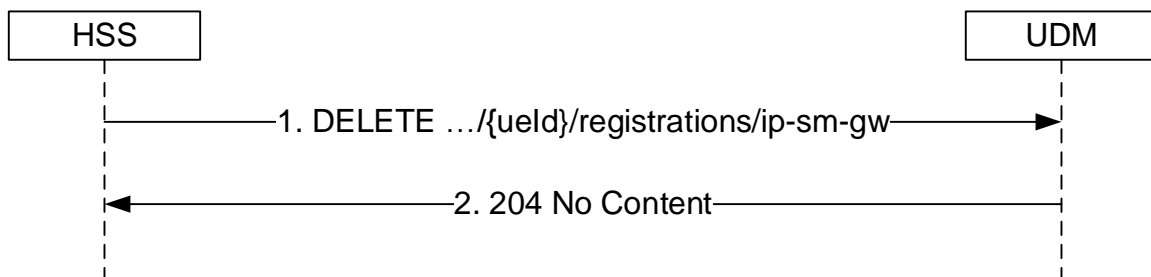 HSS
UDM
1. DELETE …/{ueId}/registrations/ip-sm-gw
2. 204 No Content